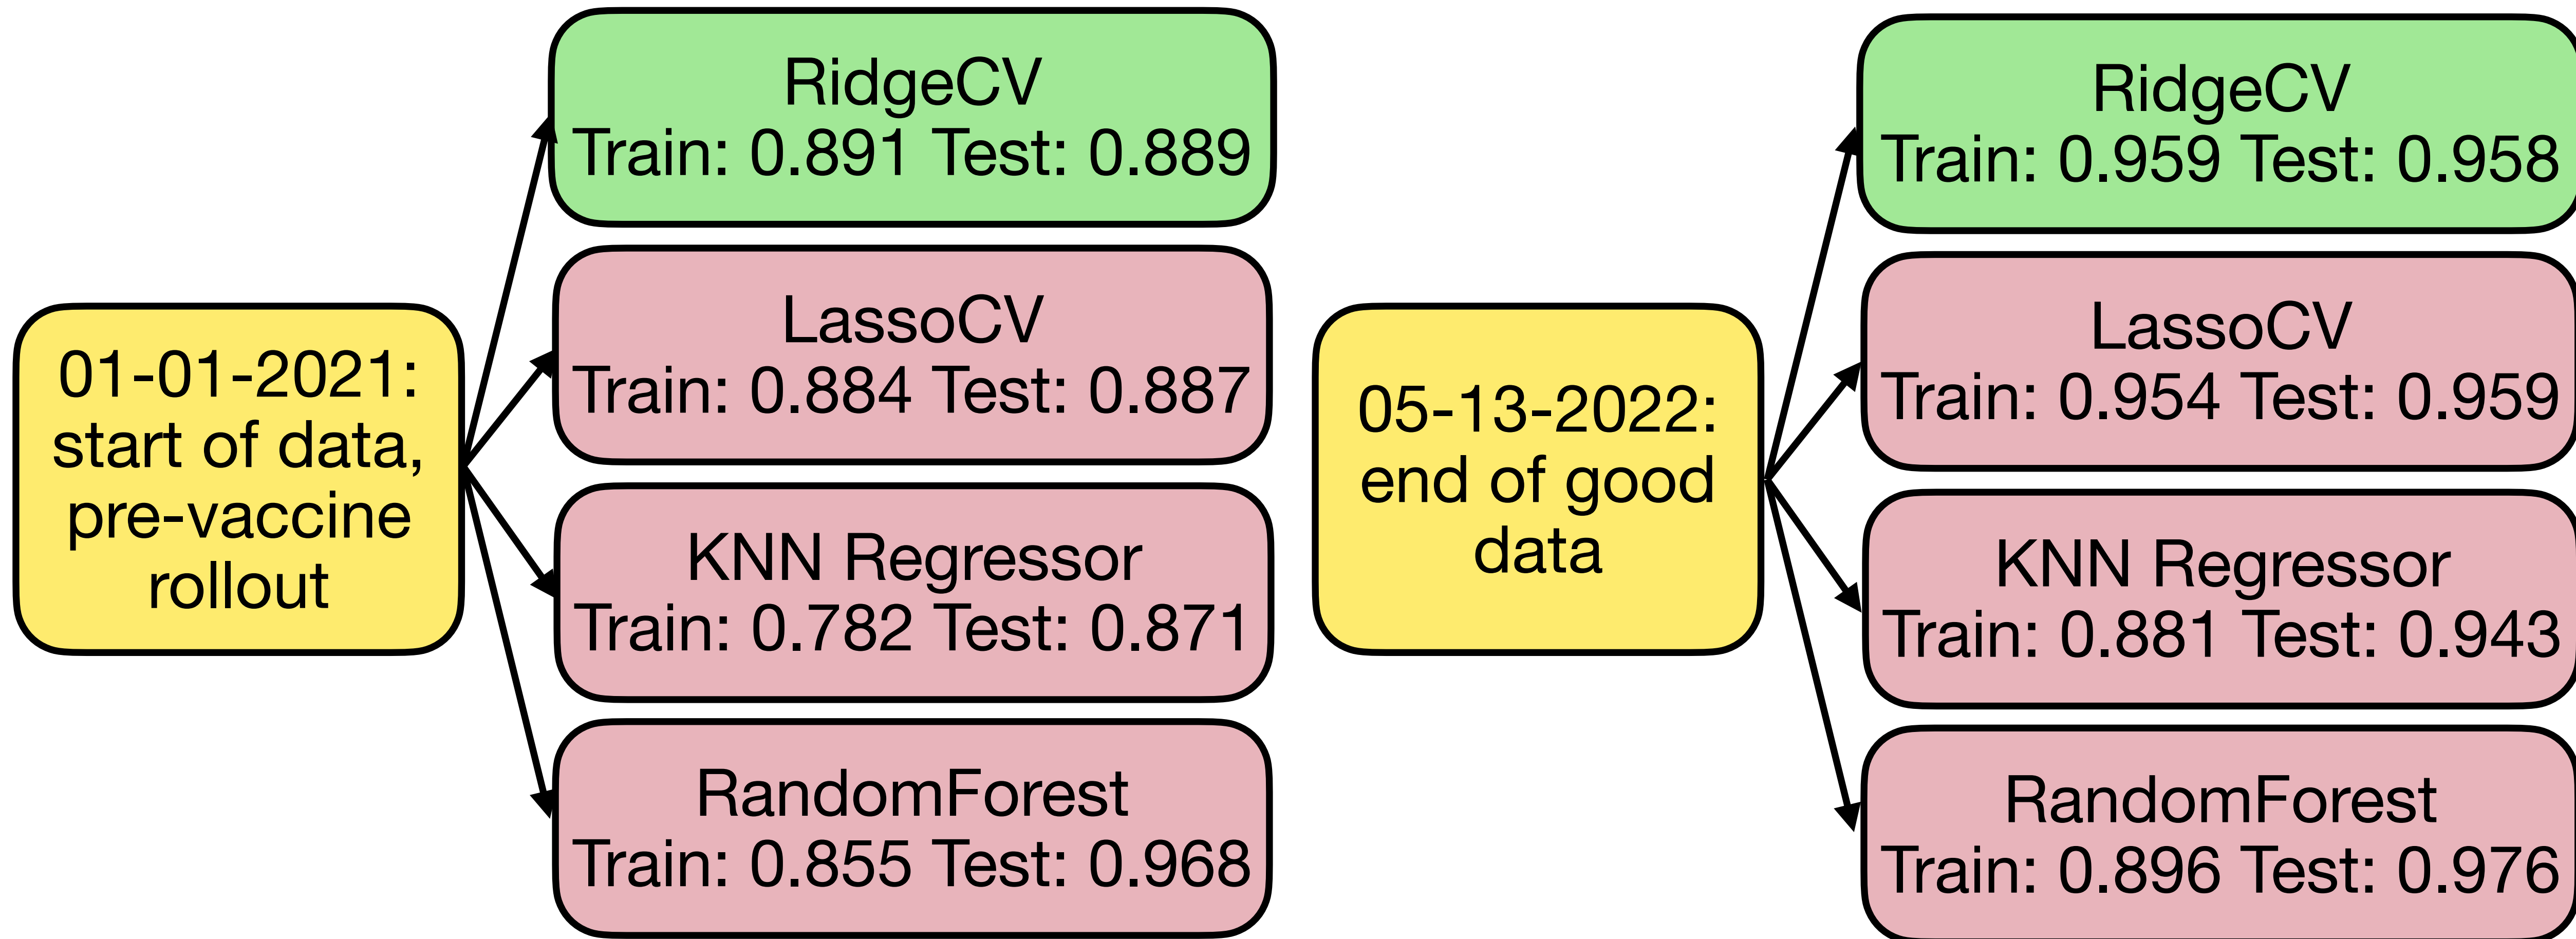 01-01-2021:
start of data,
pre-vaccine
rollout
RidgeCV
Train: 0.891 Test: 0.889
LassoCV
Train: 0.884 Test: 0.887
KNN Regressor
Train: 0.782 Test: 0.871
RandomForest
Train: 0.855 Test: 0.968
05-13-2022:
end of good
data
RidgeCV
Train: 0.959 Test: 0.958
LassoCV
Train: 0.954 Test: 0.959
KNN Regressor
Train: 0.881 Test: 0.943
RandomForest
Train: 0.896 Test: 0.976